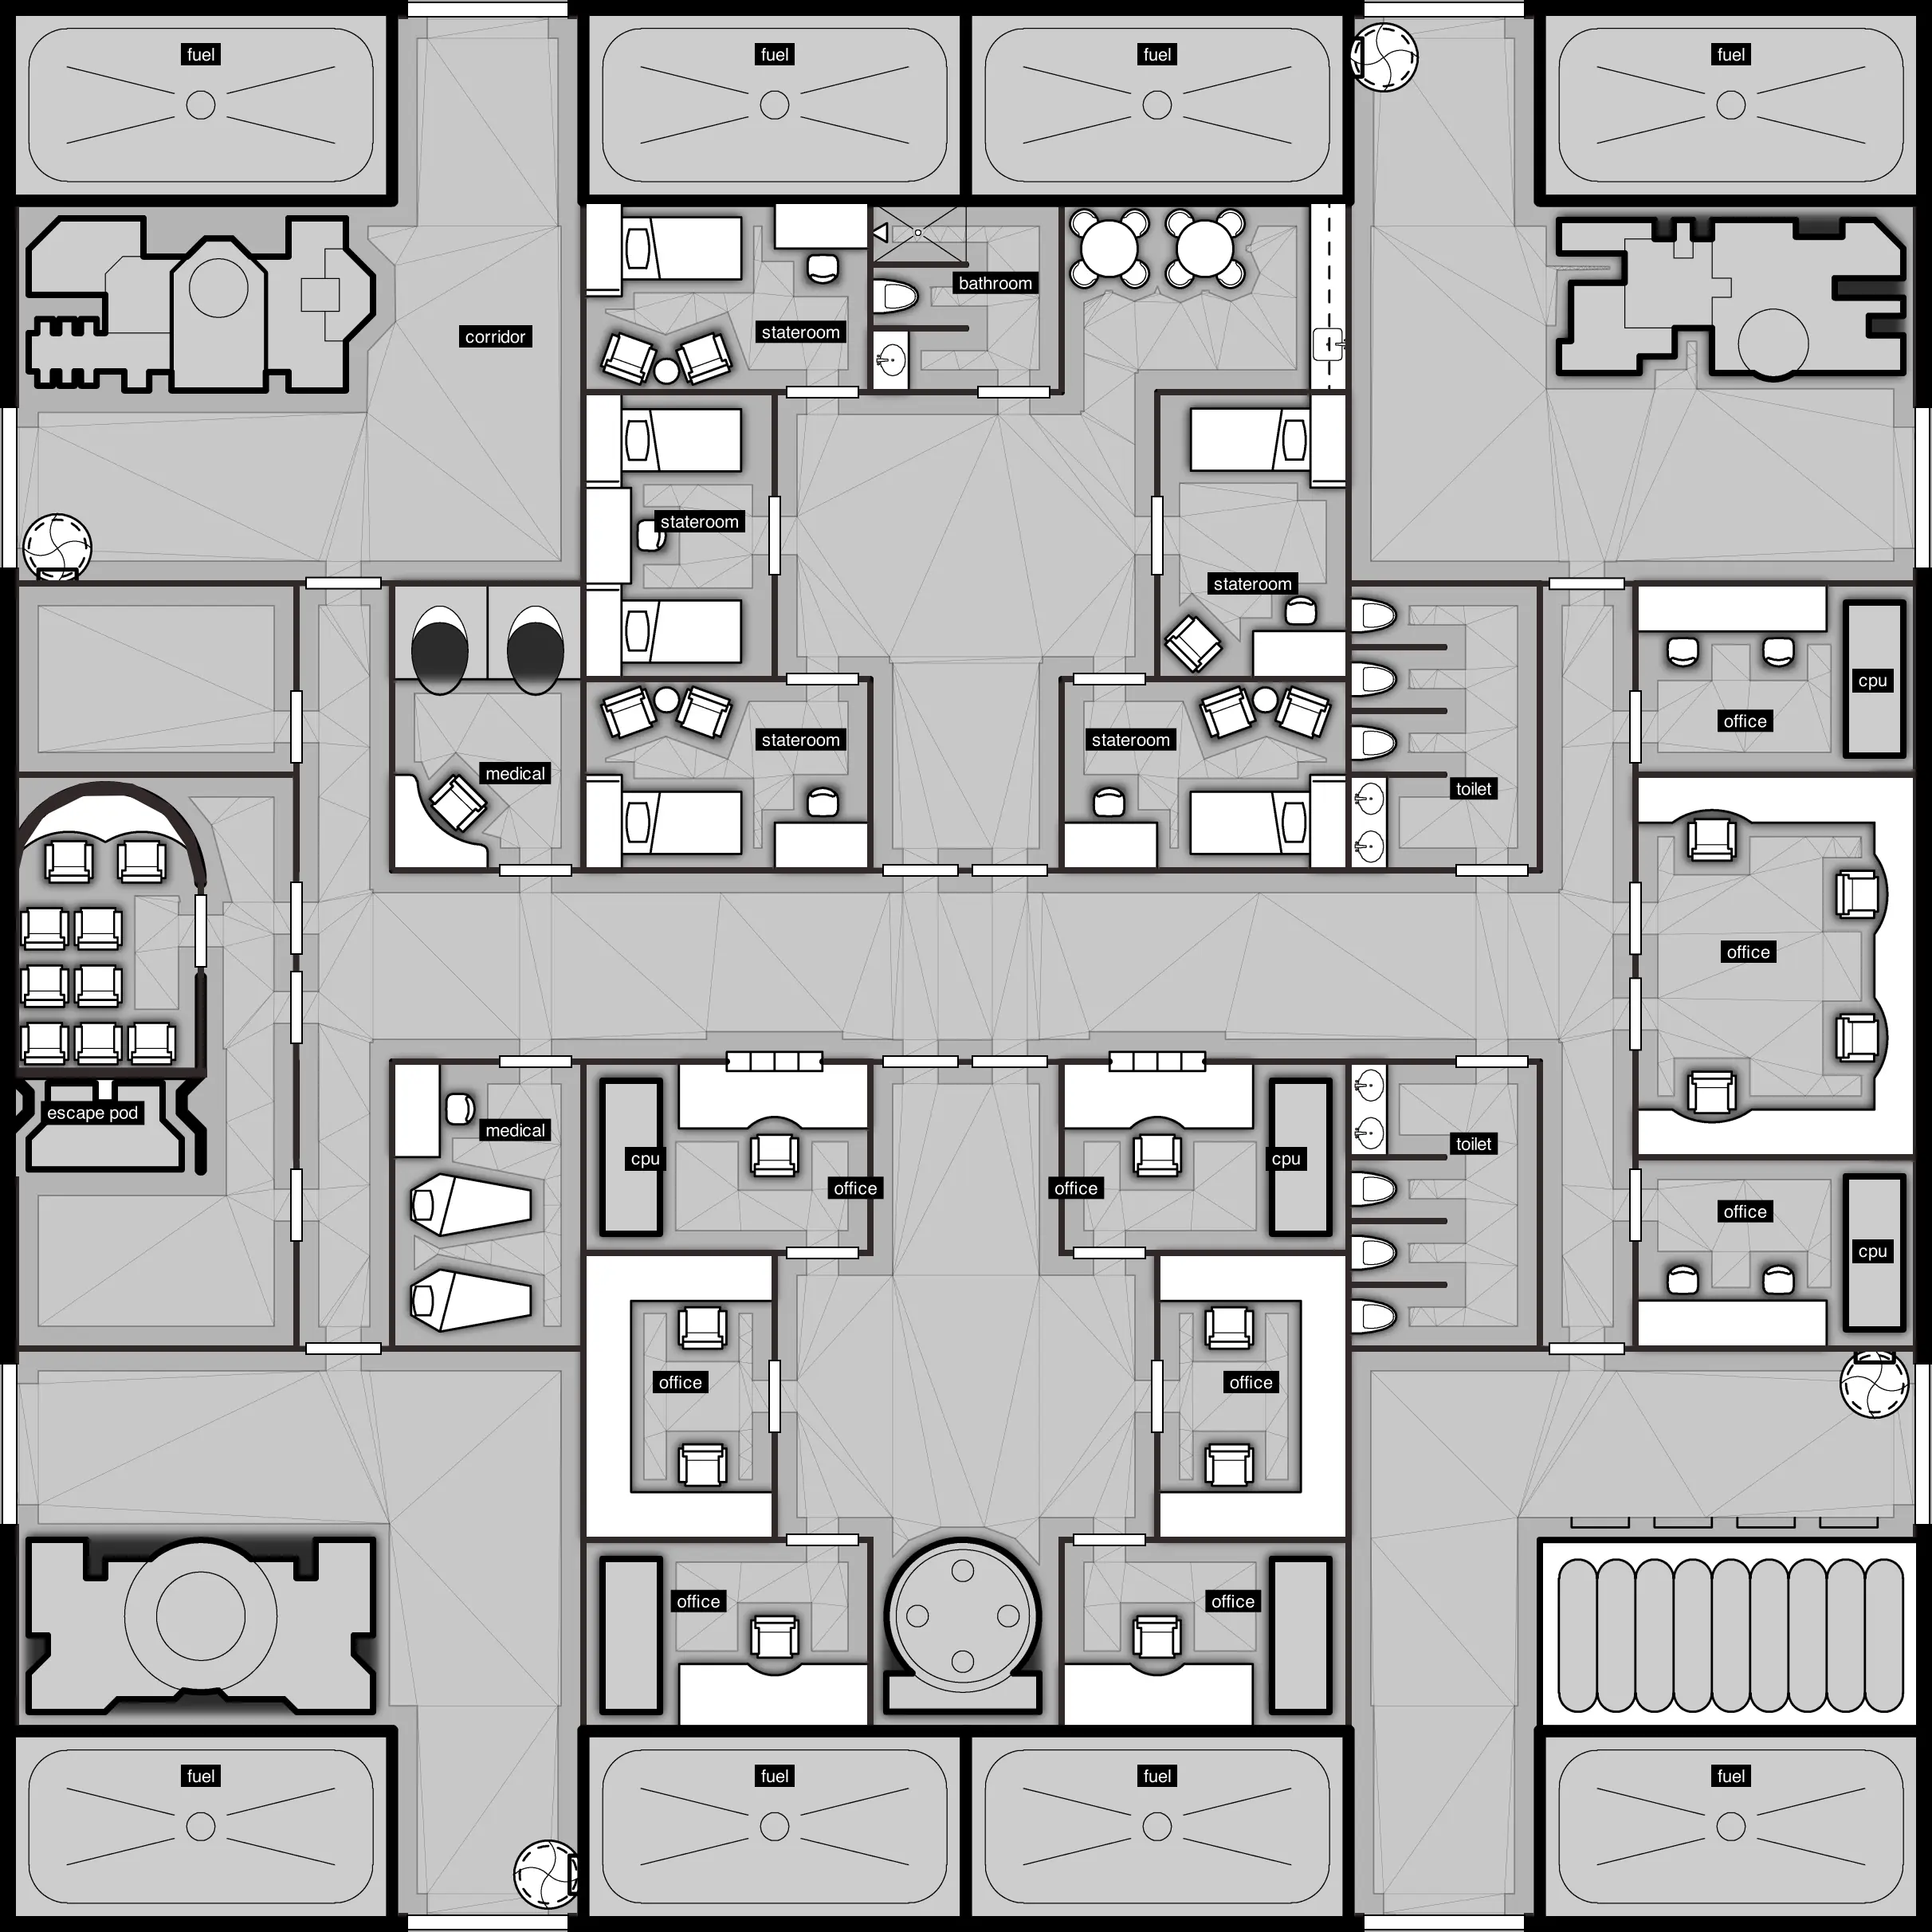 fuel
fuel
fuel
fuel
bathroom
stateroom
corridor
stateroom
stateroom
cpu
office
stateroom
stateroom
medical
toilet
office
escape pod
medical
toilet
cpu
cpu
office
office
office
cpu
office
office
office
office
fuel
fuel
fuel
fuel